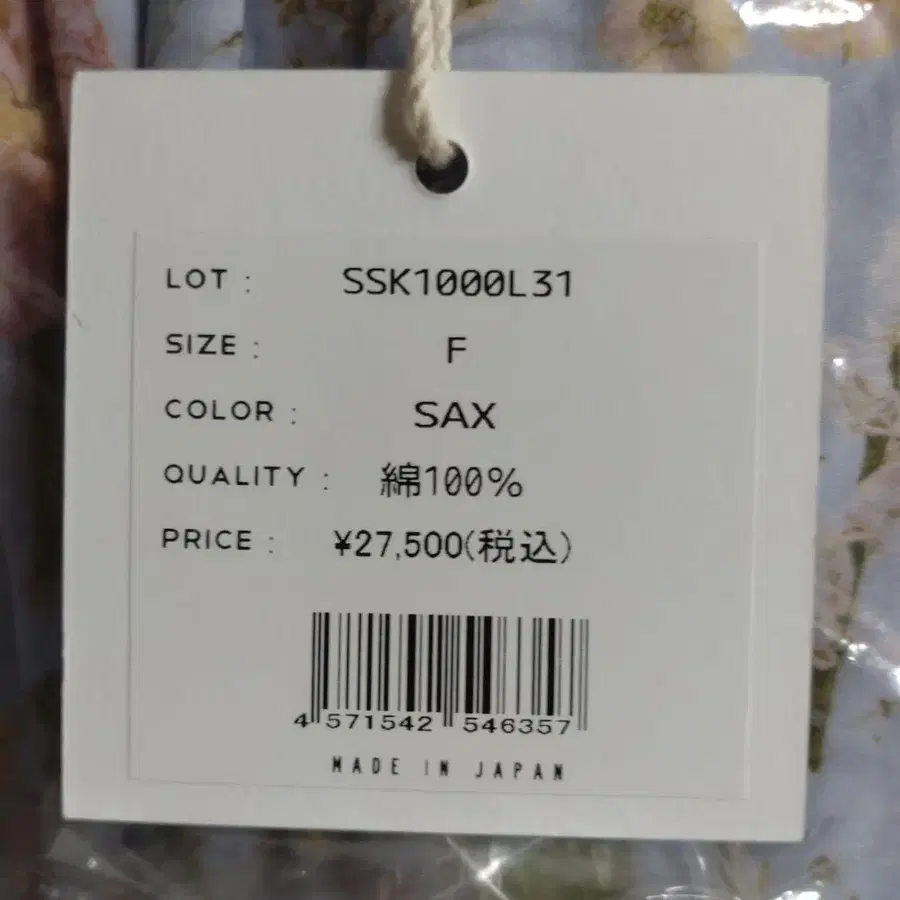 LOT : SSK1000L31
SIZE : F
COLOR : SAX
QUALITY : 綿100%
PRICE : ¥27,500(税込)
4 571542 546357
MADE IN JAPAN